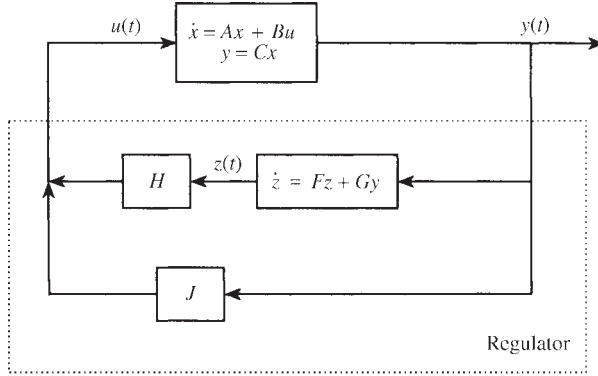 u(t)
ẋ = Ax + Bu
y = Cx
y(t)
H
z(t)
ż = Fz + Gy
J
Regulator